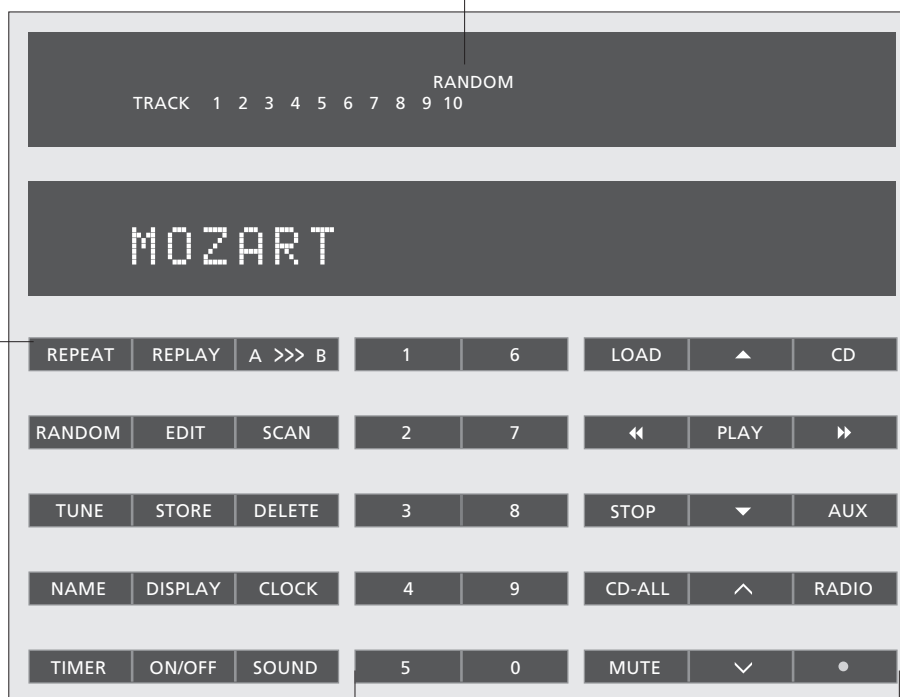 RANDOM
TRACK 1 2 3 4 5 6 7 8 9 10
MOZART
REPEAT REPLAY A >>> B 1 6 LOAD ▲ CD
RANDOM EDIT SCAN 2 7 ◀◀ PLAY ▶▶
TUNE STORE DELETE 3 8 STOP ▼ AUX
NAME DISPLAY CLOCK 4 9 CD-ALL ∧ RADIO
TIMER ON/OFF SOUND 5 0 MUTE ∨ ●